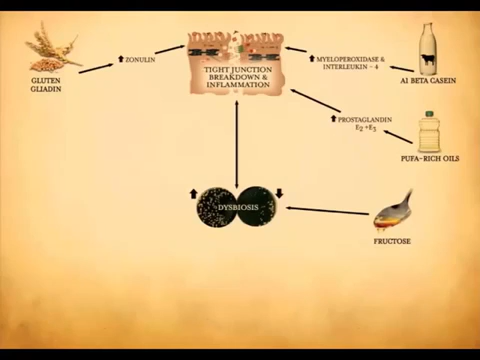 GLUTEN
GLIADIN
ZONULIN
TIGHT JUNCTION
BREAKDOWN &
INFLAMMATION
MYELOPEROXIDASE &
INTERLEUKIN - 4
A1 BETA CASEIN
PROSTAGLANDIN
E2 +E3
PUFA-RICH OILS
DYSBIOSIS
FRUCTOSE